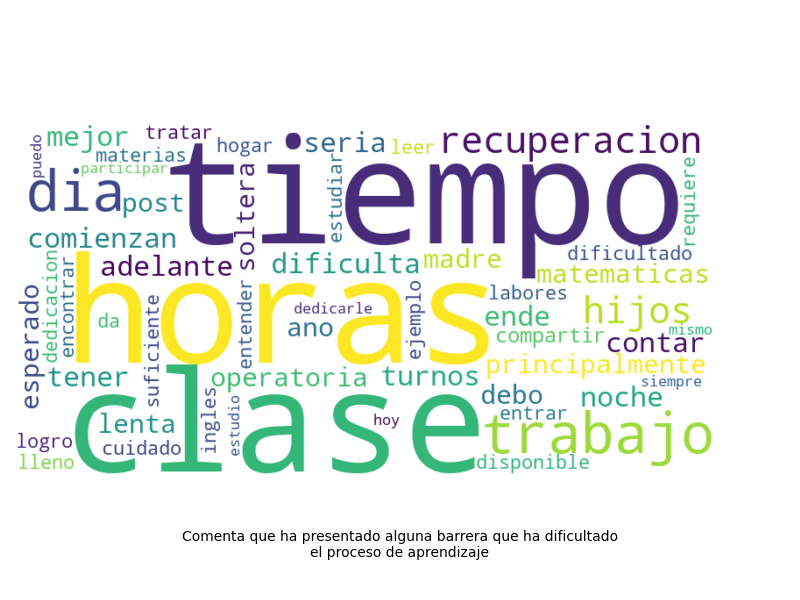 mejor
tratar
puedo
materias
hogar
seria
leer
recuperacion
participar
tiempo
dia
post
soltera
estudiar
requiere
comienzan
adelante
dificulta
madre
dificultado
matematicas
horas
esperado
dedicacion
encontrar
suficiente
entender
dedicarle
ejemplo
labores
hijos
da
ano
ende
compartir
mismo
contar
tener
operatoria
turnos
principalmente
siempre
clase
debo
noche
lenta
ingles
estudio
hoy
entrar
trabajo
logro
cuidado
lleno
disponible
Comenta que ha presentado alguna barrera que ha dificultado
el proceso de aprendizaje